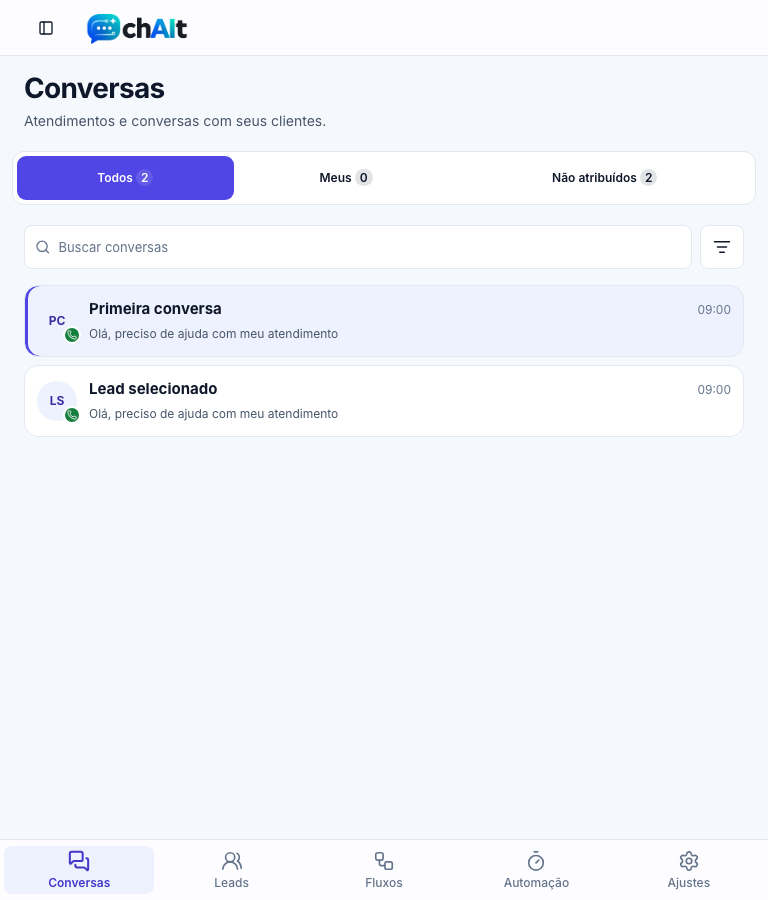 chAIt
Conversas
Atendimentos e conversas com seus clientes.
Todos 2
Meus 0
Não atribuídos 2
Buscar conversas
PC
Primeira conversa
09:00
Olá, preciso de ajuda com meu atendimento
LS
Lead selecionado
09:00
Olá, preciso de ajuda com meu atendimento
Conversas
Leads
Fluxos
Automação
Ajustes